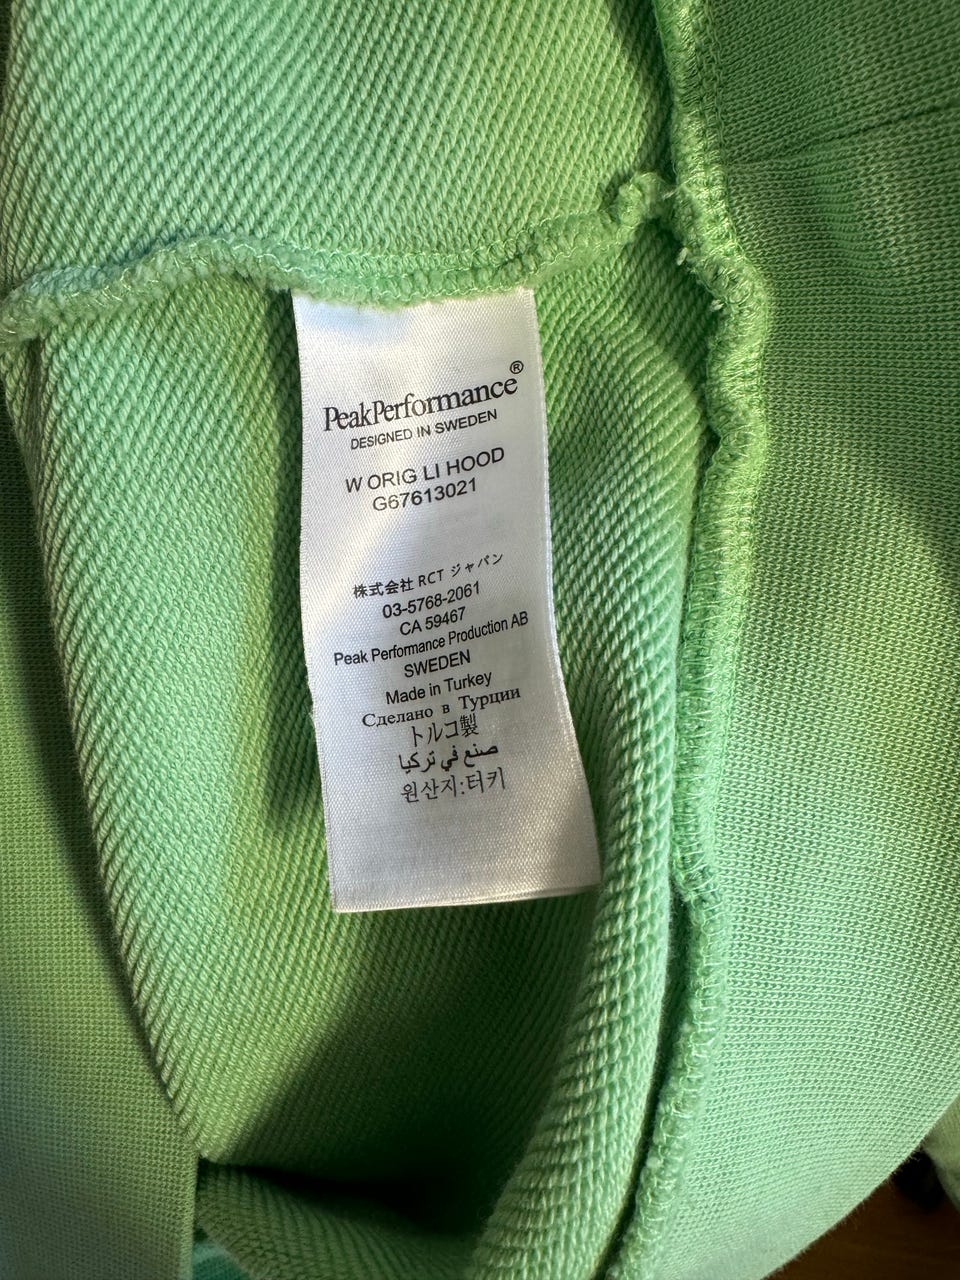 PeakPerformance®
DESIGNED IN SWEDEN
W ORIG LI HOOD
G67613021
株式会社 RCT ジャパン
03-5768-2061
CA 59467
Peak Performance Production AB
SWEDEN
Made in Turkey
Сделано в Турции
トルコ製
صنع في تركيا
원산지:터키